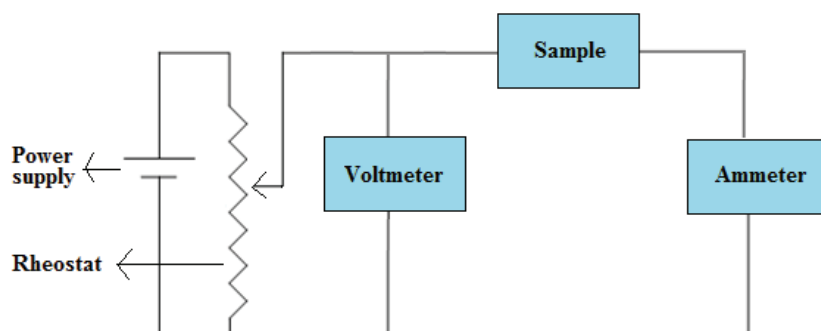 Sample
Power
supply
Voltmeter
Ammeter
Rheostat